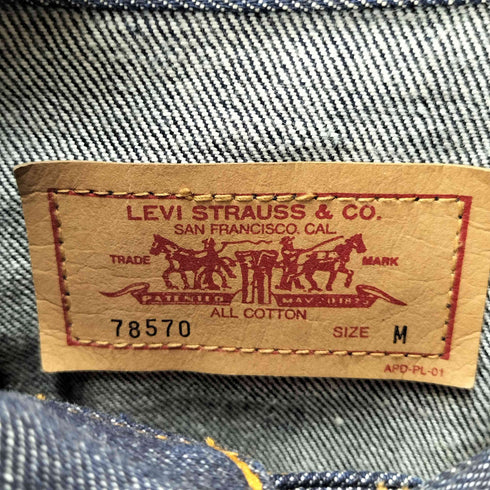 LEVI STRAUSS & CO.
SAN FRANCISCO, CAL.
TRADE MARK
PATENTED MAY 20 1873
ALL COTTON
78570 SIZE M
APD-PL-01